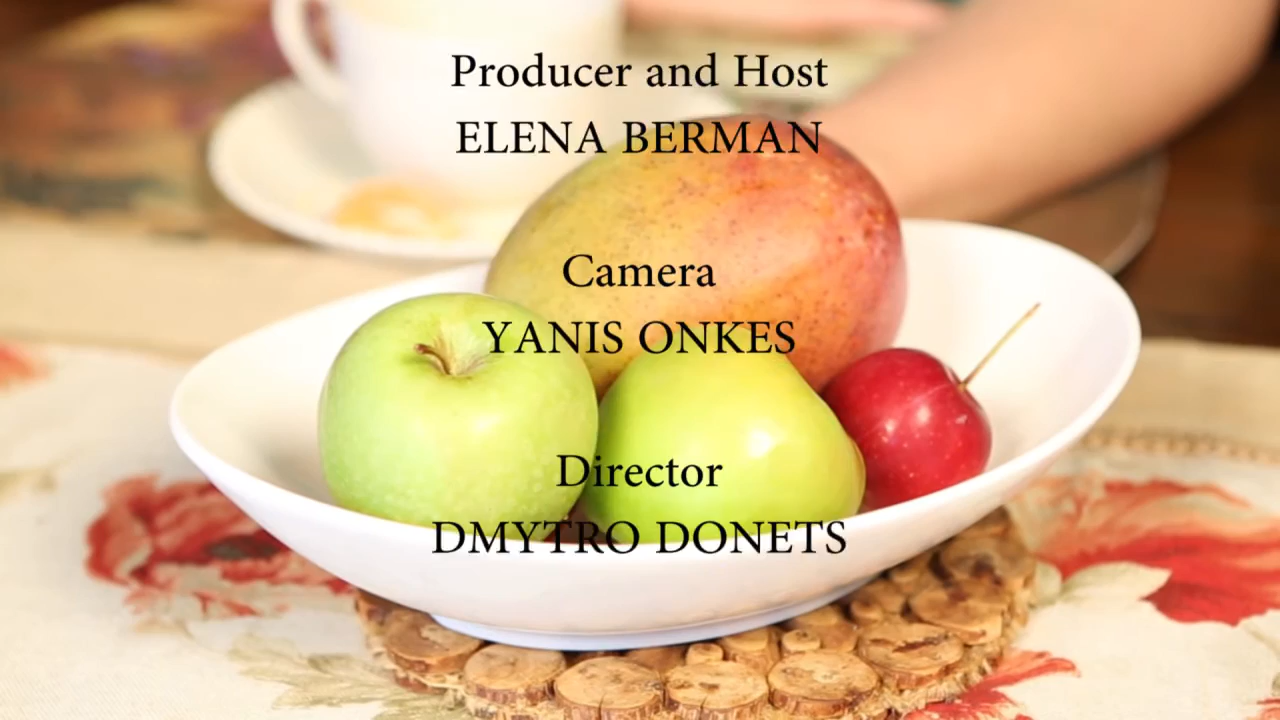 Producer and Host
ELENA BERMAN
Camera
YANIS ONKES
Director
DMYTRO DONETS